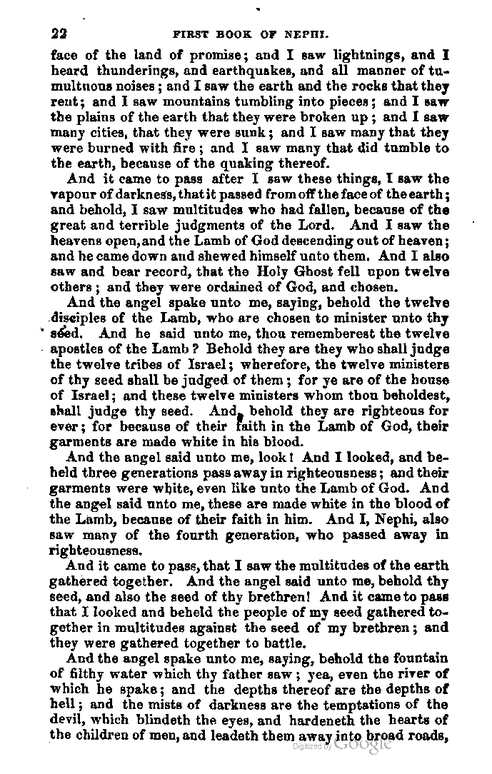 22 FIRST BOOK OF NEPHI.
face of the land of promise; and I saw lightnings, and I
heard thunderings, and earthquakes, and all manner of tu-
multuous noises; and I saw the earth and the rocks that they
rent; and I saw mountains tumbling into pieces; and I saw
the plains of the earth that they were broken up; and I saw
many cities, that they were sunk; and I saw many that they
were burned with fire; and I saw many that did tumble to
the earth, because of the quaking thereof.
And it came to pass after I saw these things, I saw the
vapour of darkness, that it passed from off the face of the earth;
and behold, I saw multitudes who had fallen, because of the
great and terrible judgments of the Lord. And I saw the
heavens open, and the Lamb of God descending out of heaven;
and he came down and shewed himself unto them. And I also
saw and bear record, that the Holy Ghost fell upon twelve
others; and they were ordained of God, and chosen.
And the angel spake unto me, saying, behold the twelve
disciples of the Lamb, who are chosen to minister unto thy
seed. And he said unto me, thou rememberest the twelve
apostles of the Lamb? Behold they are they who shall judge
the twelve tribes of Israel; wherefore, the twelve ministers
of thy seed shall be judged of them; for ye are of the house
of Israel; and these twelve ministers whom thou beholdest,
shall judge thy seed. And, behold they are righteous for
ever; for because of their faith in the Lamb of God, their
garments are made white in his blood.
And the angel said unto me, look! And I looked, and be-
held three generations pass away in righteousness; and their
garments were white, even like unto the Lamb of God. And
the angel said unto me, these are made white in the blood of
the Lamb, because of their faith in him. And I, Nephi, also
saw many of the fourth generation, who passed away in
righteousness.
And it came to pass, that I saw the multitudes of the earth
gathered together. And the angel said unto me, behold thy
seed, and also the seed of thy brethren! And it came to pass
that I looked and beheld the people of my seed gathered to-
gether in multitudes against the seed of my brethren; and
they were gathered together to battle.
And the angel spake unto me, saying, behold the fountain
of filthy water which thy father saw; yea, even the river of
which he spake; and the depths thereof are the depths of
hell; and the mists of darkness are the temptations of the
devil, which blindeth the eyes, and hardeneth the hearts of
the children of men, and leadeth them away into broad roads,
Digitized by Google